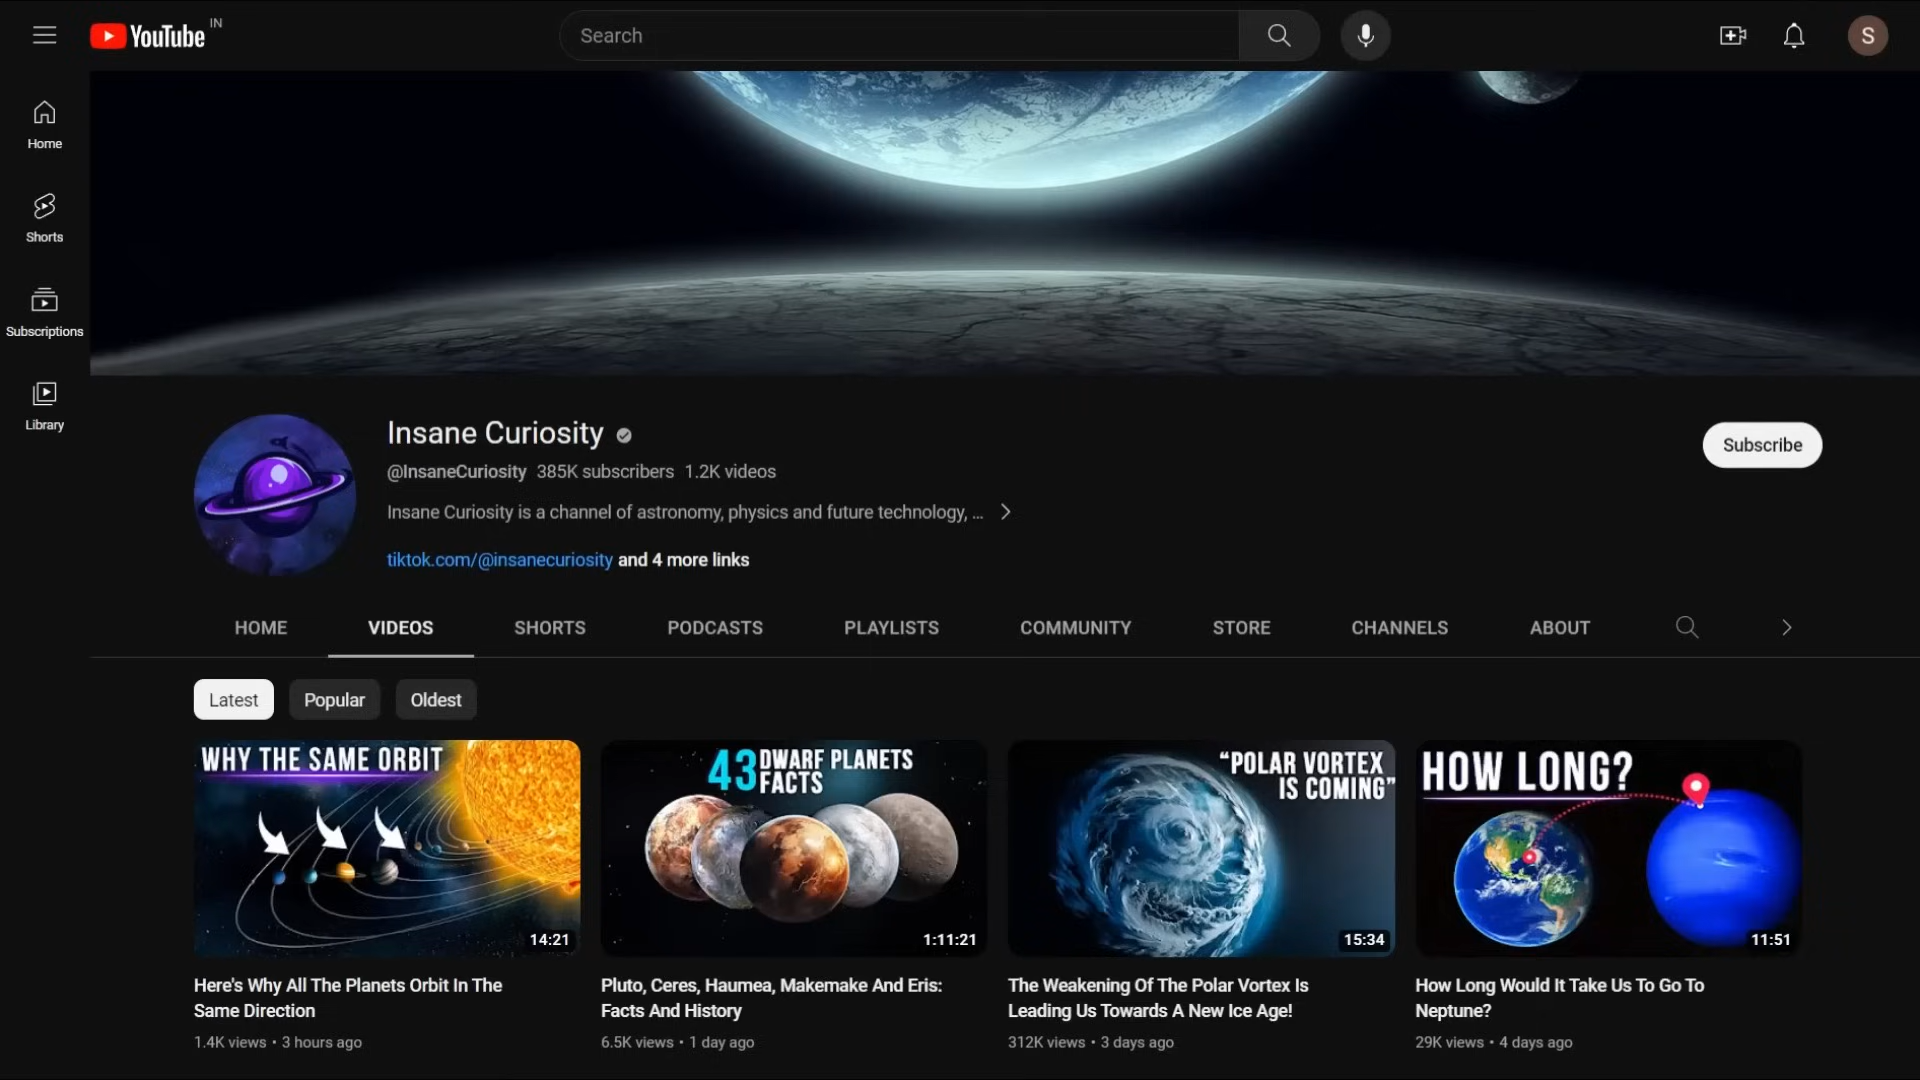 YouTube IN
Search
S
Home
Shorts
Subscriptions
Library
Insane Curiosity
@InsaneCuriosity 385K subscribers 1.2K videos
Insane Curiosity is a channel of astronomy, physics and future technology, ...
tiktok.com/@insanecuriosity and 4 more links
Subscribe
HOME VIDEOS SHORTS PODCASTS PLAYLISTS COMMUNITY STORE CHANNELS ABOUT
Latest Popular Oldest
WHY THE SAME ORBIT
14:21
Here's Why All The Planets Orbit In The
Same Direction
1.4K views • 3 hours ago
43 DWARF PLANETS
FACTS
1:11:21
Pluto, Ceres, Haumea, Makemake And Eris:
Facts And History
6.5K views • 1 day ago
“POLAR VORTEX
IS COMING”
15:34
The Weakening Of The Polar Vortex Is
Leading Us Towards A New Ice Age!
312K views • 3 days ago
HOW LONG?
11:51
How Long Would It Take Us To Go To
Neptune?
29K views • 4 days ago